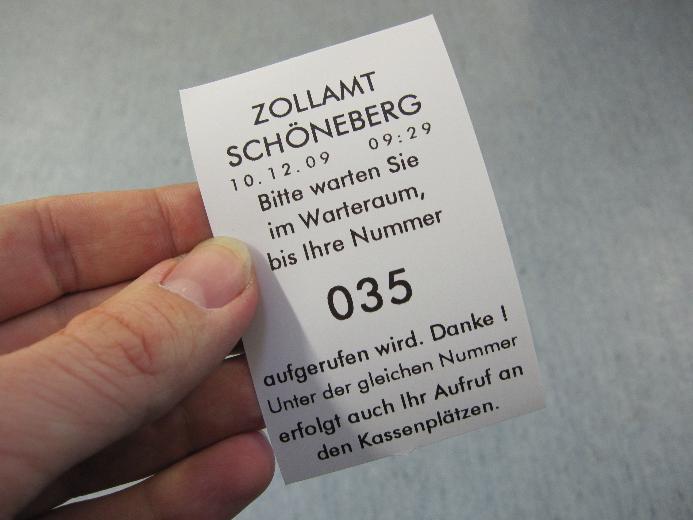 ZOLLAMT
SCHÖNEBERG
10.12.09 09:29
Bitte warten Sie
im Warteraum,
bis Ihre Nummer
035
aufgerufen wird. Danke !
Unter der gleichen Nummer
erfolgt auch Ihr Aufruf an
den Kassenplätzen.